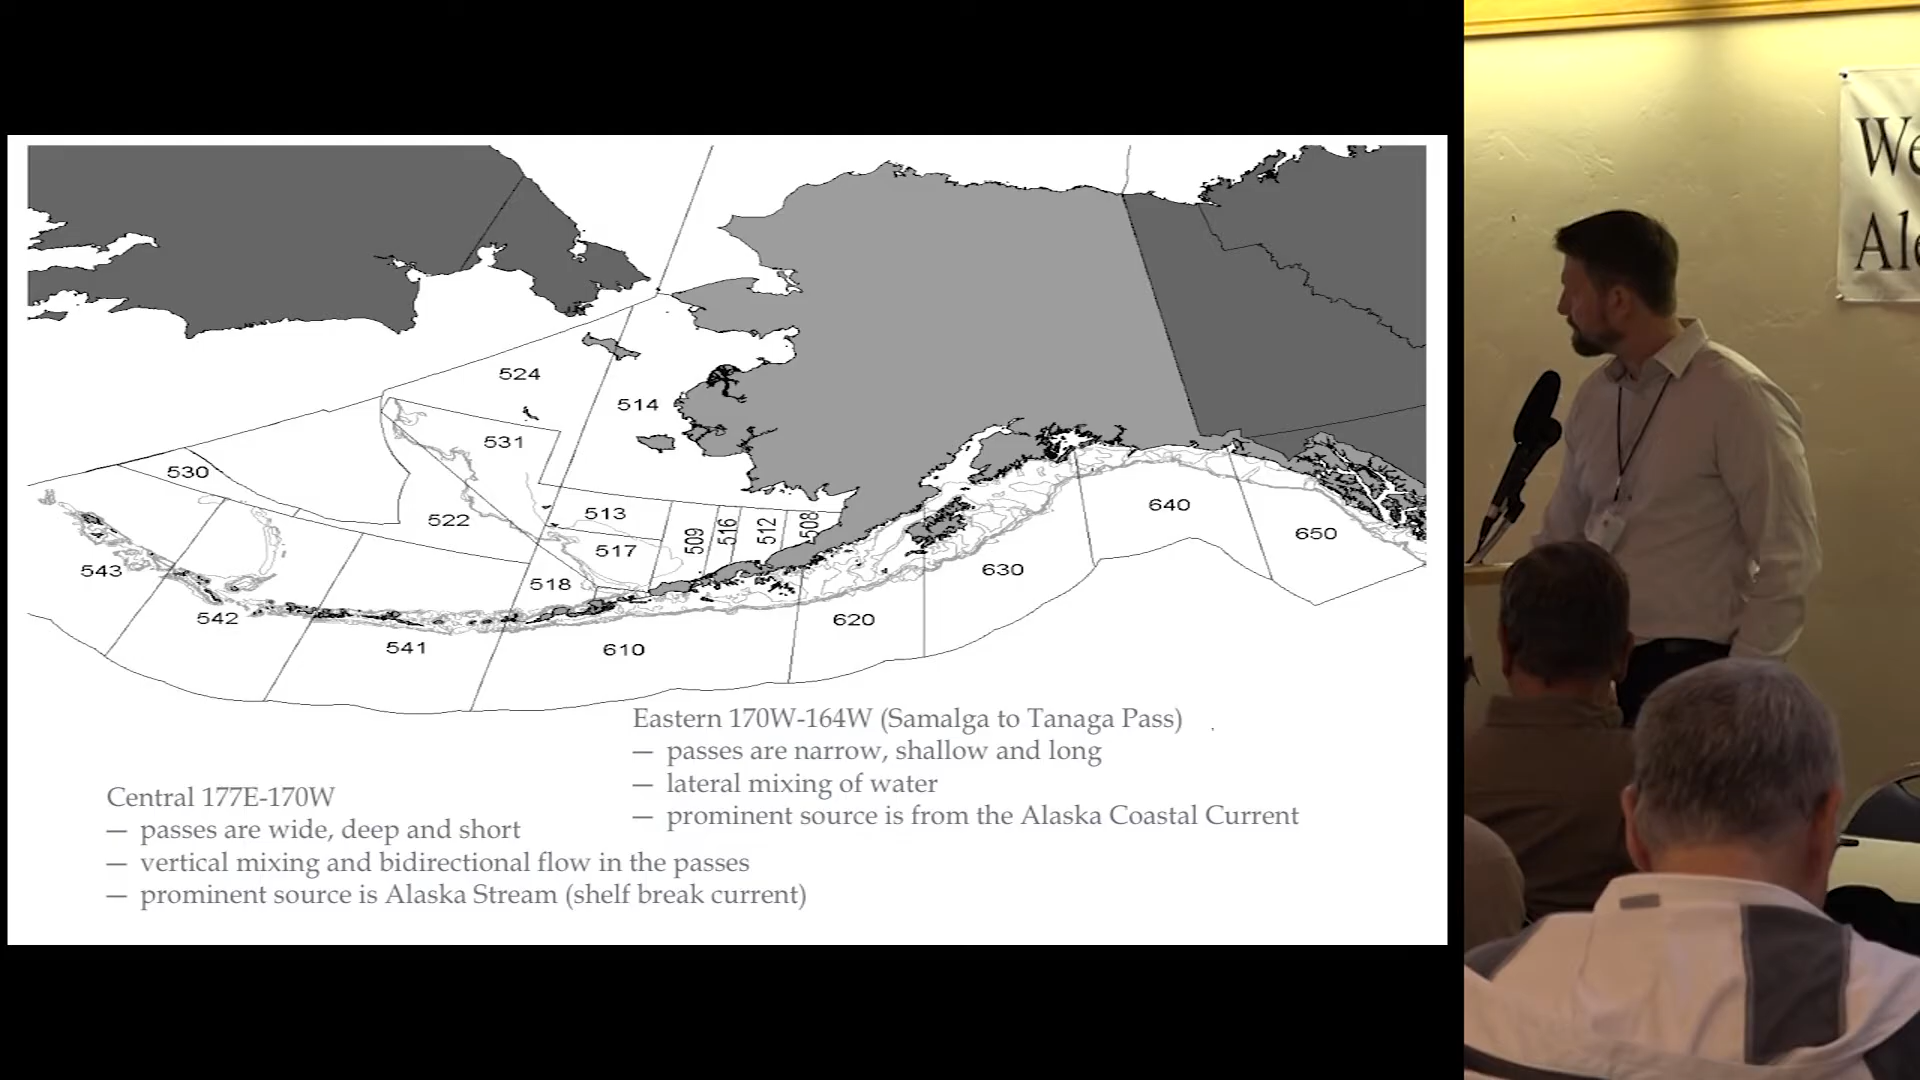 524
514
531
530
513
522
509
516
512
508
517
518
543
542
541
610
620
630
640
650
Eastern 170W-164W (Samalga to Tanaga Pass)
— passes are narrow, shallow and long
— lateral mixing of water
— prominent source is from the Alaska Coastal Current
Central 177E-170W
— passes are wide, deep and short
— vertical mixing and bidirectional flow in the passes
— prominent source is Alaska Stream (shelf break current)
We
Ale